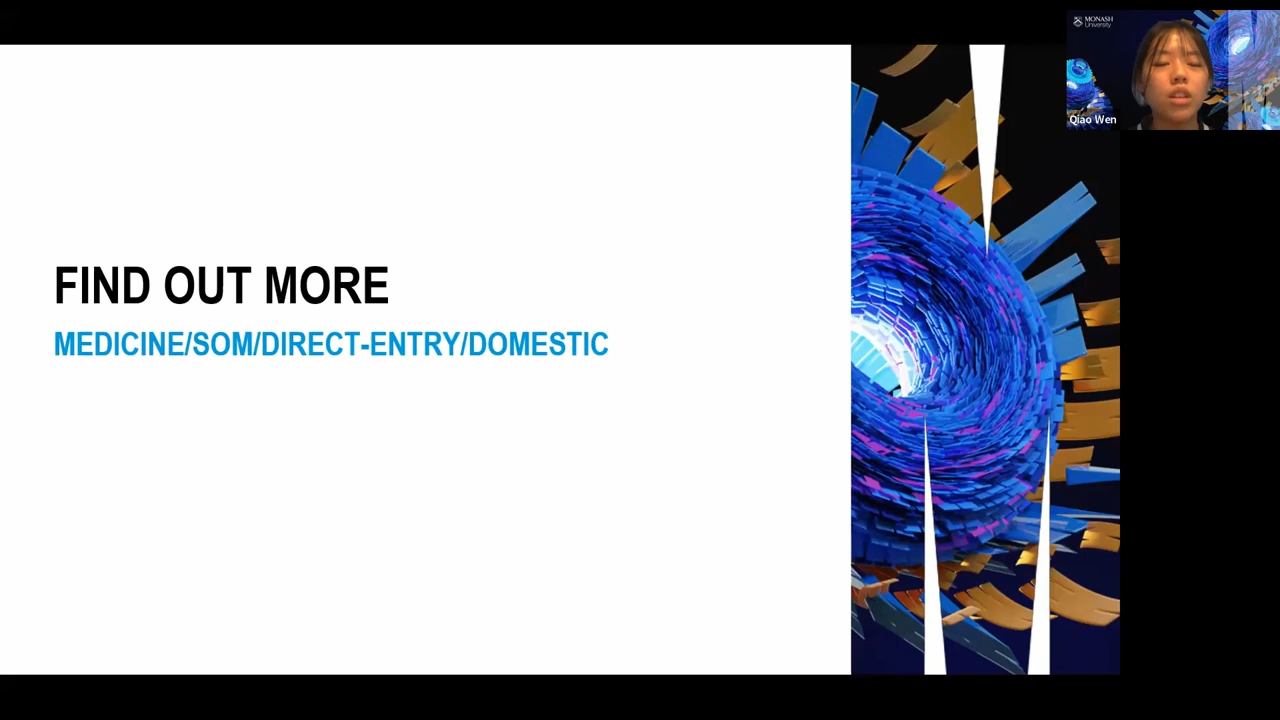 MONASH
University
Qiao Wen
FIND OUT MORE
MEDICINE/SOM/DIRECT-ENTRY/DOMESTIC